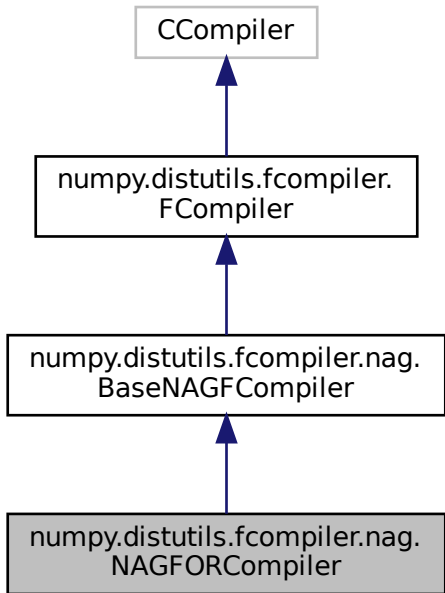 CCompiler
numpy.distutils.fcompiler.
FCompiler
numpy.distutils.fcompiler.nag.
BaseNAGFCompiler
numpy.distutils.fcompiler.nag.
NAGFORCompiler